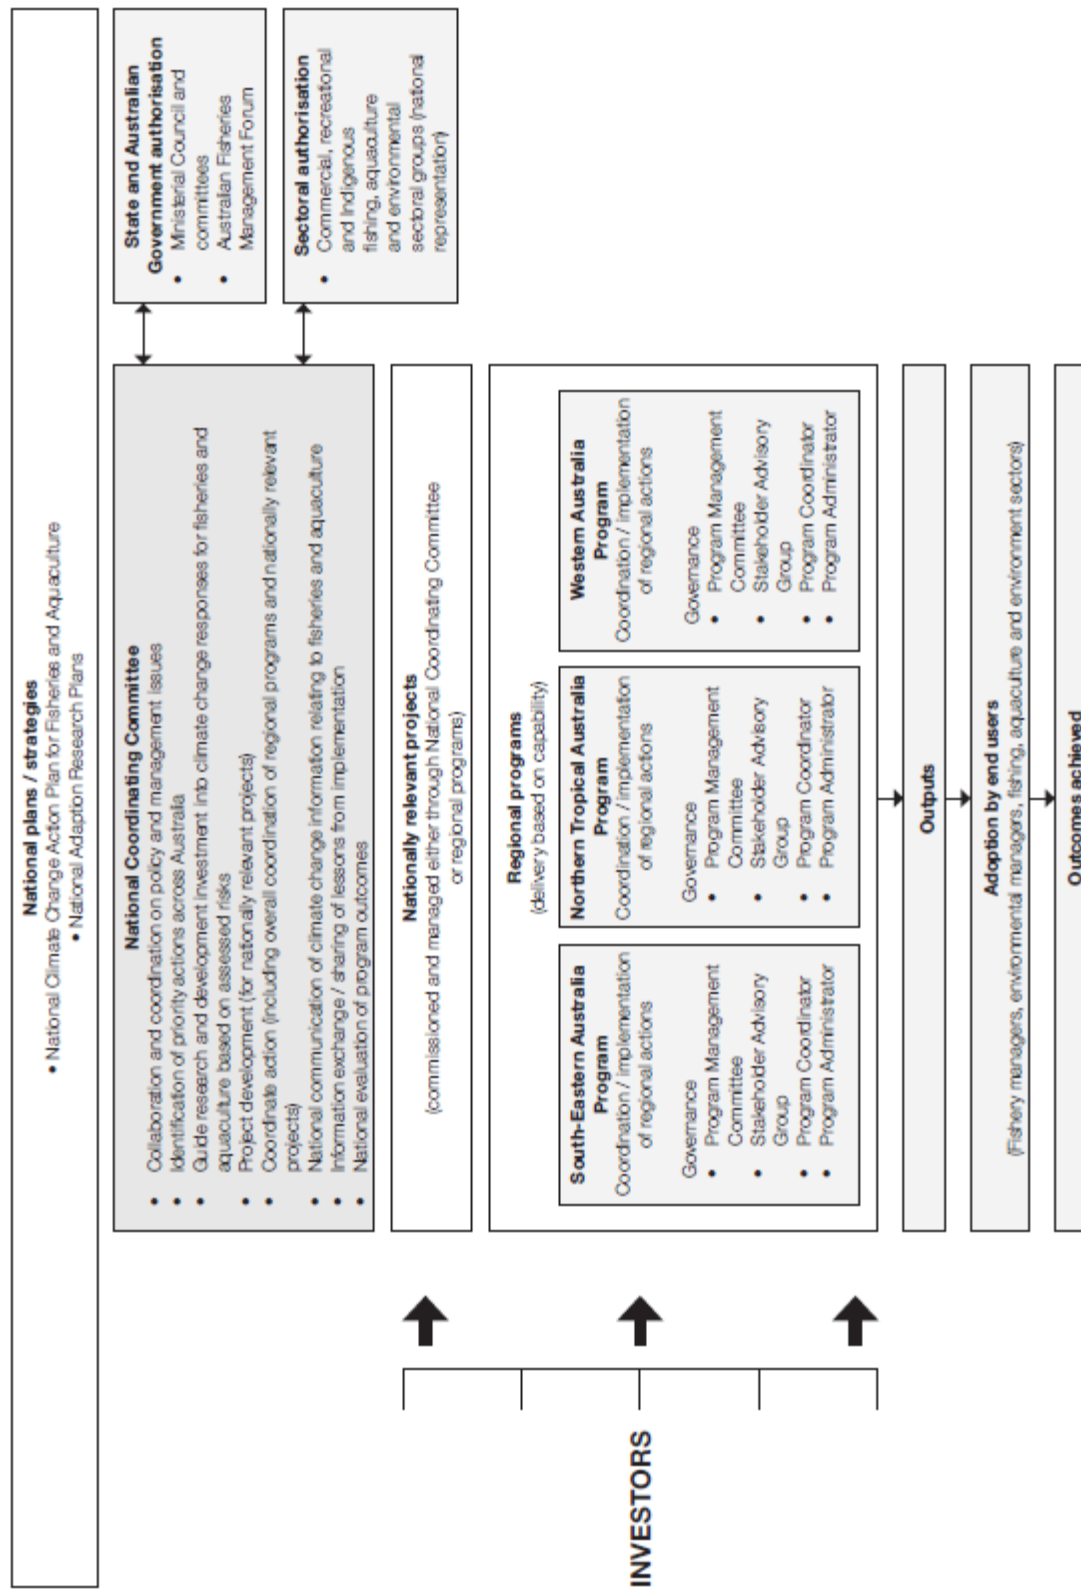 National plans / strategies
• National Climate Change Action Plan for Fisheries and Aquaculture
• National Adaption Research Plans
National Coordinating Committee
• Collaboration and coordination on policy and management issues
• Identification of priority actions across Australia
• Guide research and development investment into climate change responses for fisheries and
aquaculture based on assessed risks
• Project development (for nationally relevant projects)
• Coordinate action (including overall coordination of regional programs and nationally relevant
projects)
• National communication of climate change information relating to fisheries and aquaculture
• Information exchange / sharing of lessons from implementation
• National evaluation of program outcomes
State and Australian
Government authorisation
• Ministerial Council and
committees
• Australian Fisheries
Management Forum
Sectoral authorisation
• Commercial, recreational
and Indigenous
fishing, aquaculture
and environmental
sectoral groups (national
representation)
Nationally relevant projects
(commissioned and managed either through National Coordinating Committee
or regional programs)
Regional programs
(delivery based on capability)
South-Eastern Australia
Program
Coordination / implementation
of regional actions
Governance
• Program Management
Committee
• Stakeholder Advisory
Group
• Program Coordinator
• Program Administrator
Northern Tropical Australia
Program
Coordination / implementation
of regional actions
Governance
• Program Management
Committee
• Stakeholder Advisory
Group
• Program Coordinator
• Program Administrator
Western Australia
Program
Coordination / implementation
of regional actions
Governance
• Program Management
Committee
• Stakeholder Advisory
Group
• Program Coordinator
• Program Administrator
INVESTORS
Outputs
Adoption by end users
(Fishery managers, environmental managers, fishing, aquaculture and environment sectors)
Outcomes achieved